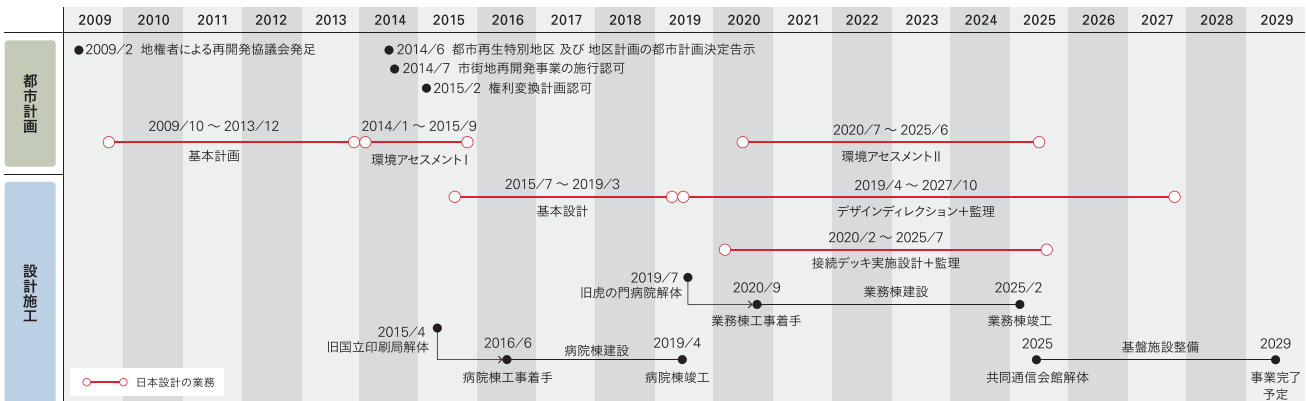 2009 2010 2011 2012 2013 2014 2015 2016 2017 2018 2019 2020 2021 2022 2023 2024 2025 2026 2027 2028 2029
都市計画
2009/2 地権者による再開発協議会発足
2014/6 都市再生特別地区 及び 地区計画の都市計画決定告示
2014/7 市街地再開発事業の施行認可
2015/2 権利変換計画認可
2009/10 ～ 2013/12
基本計画
2014/1 ～ 2015/9
環境アセスメントⅠ
2020/7 ～ 2025/6
環境アセスメントⅡ
設計施工
2015/7 ～ 2019/3
基本設計
2019/4 ～ 2027/10
デザインディレクション＋監理
2020/2 ～ 2025/7
接続デッキ実施設計＋監理
2019/7
旧虎の門病院解体
2020/9
業務棟工事着手
業務棟建設
2025/2
業務棟竣工
2015/4
旧国立印刷局解体
2016/6
病院棟工事着手
病院棟建設
2019/4
病院棟竣工
2025
共同通信会館解体
基盤施設整備
2029
事業完了
予定
日本設計の業務